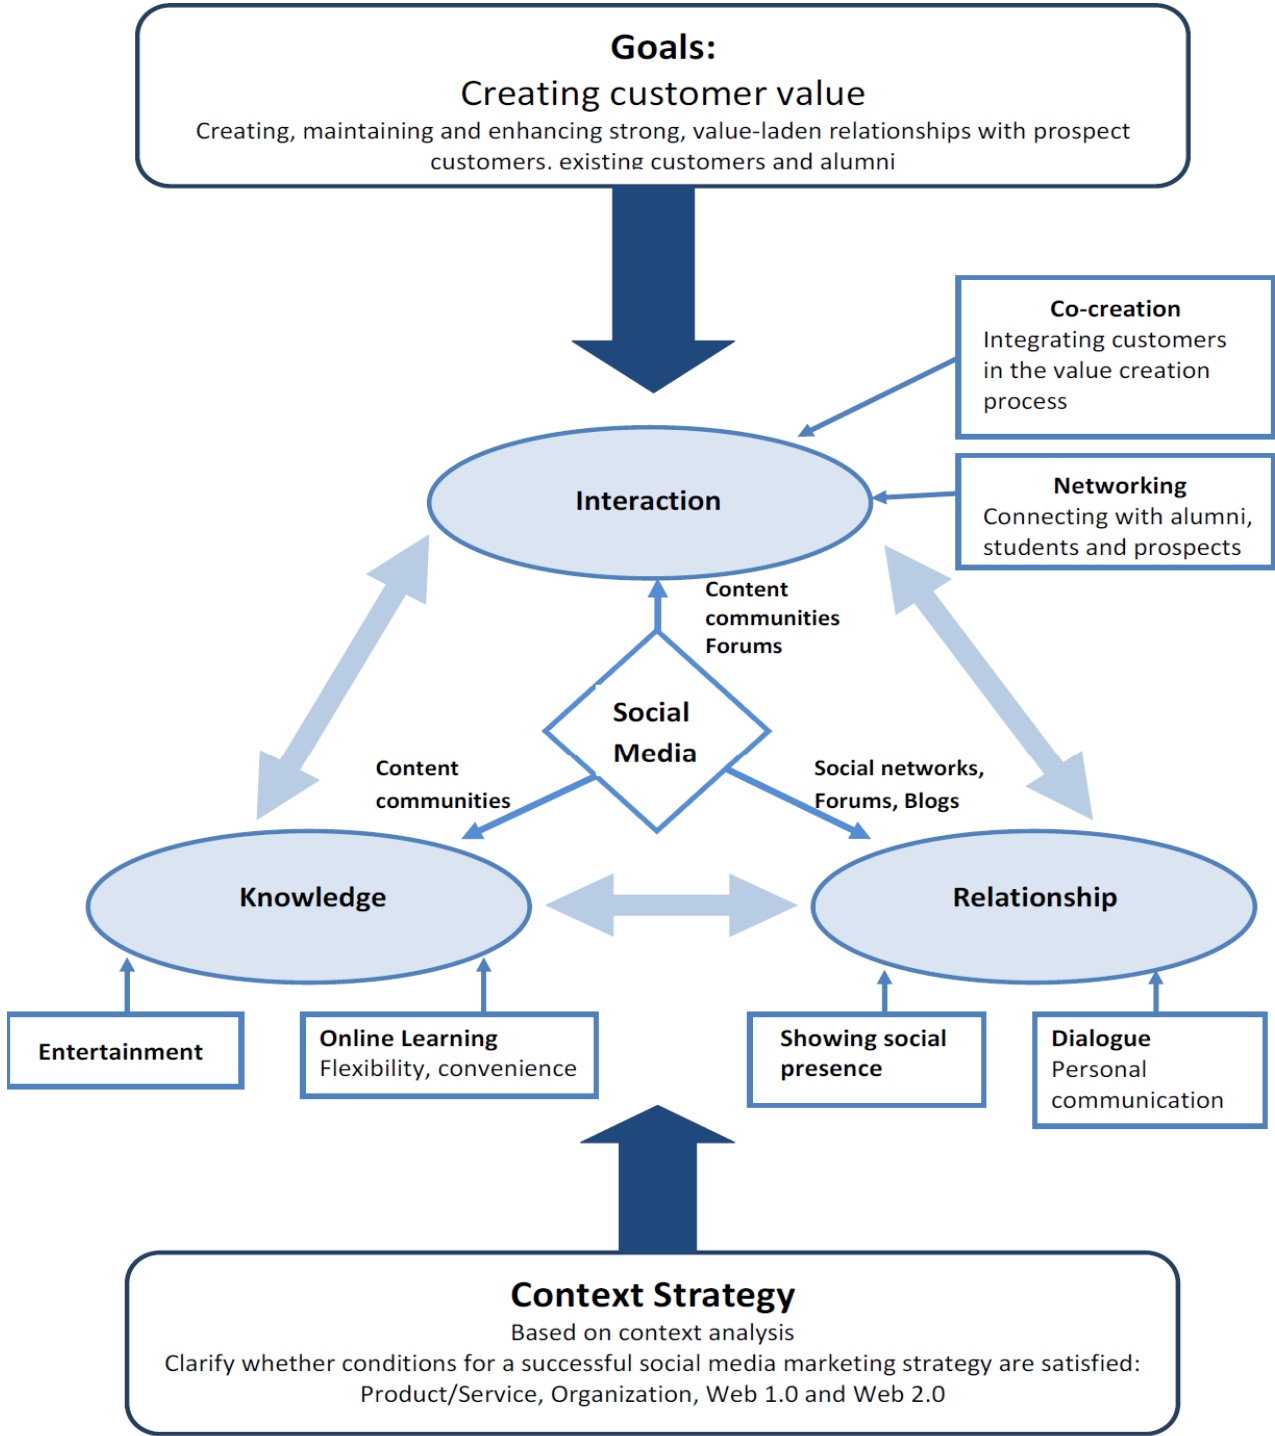 Goals:
Creating customer value
Creating, maintaining and enhancing strong, value-laden relationships with prospect
customers, existing customers and alumni
Co-creation
Integrating customers
in the value creation
process
Interaction
Networking
Connecting with alumni,
students and prospects
Content
communities
Forums
Social
Media
Content
communities
Social networks,
Forums, Blogs
Knowledge
Relationship
Entertainment
Online Learning
Flexibility, convenience
Showing social
presence
Dialogue
Personal
communication
Context Strategy
Based on context analysis
Clarify whether conditions for a successful social media marketing strategy are satisfied:
Product/Service, Organization, Web 1.0 and Web 2.0